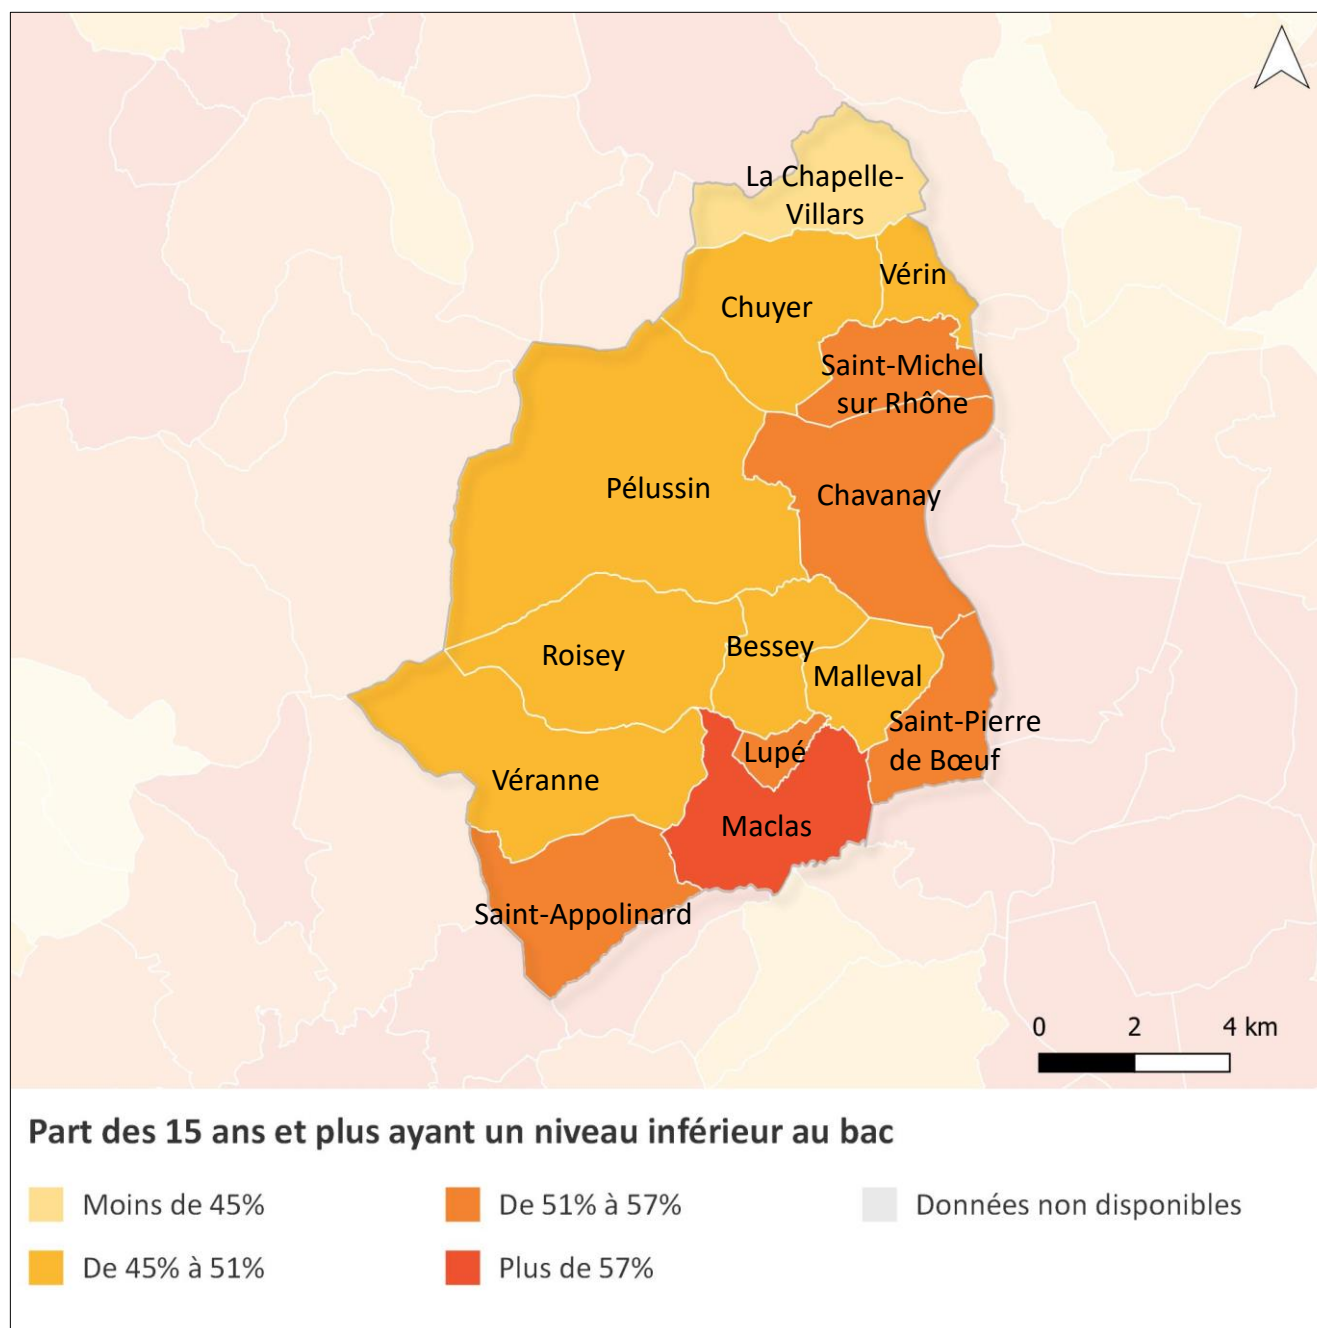 La Chapelle-
Villars
Vérin
Chuyer
Saint-Michel
sur Rhône
Pélussin
Chavanay
Bessey
Roisey
Malleval
Saint-Pierre
de Bœuf
Lupé
Véranne
Maclas
Saint-Appolinard
0 2 4 km
Part des 15 ans et plus ayant un niveau inférieur au bac
Moins de 45% De 51% à 57% Données non disponibles
De 45% à 51% Plus de 57%